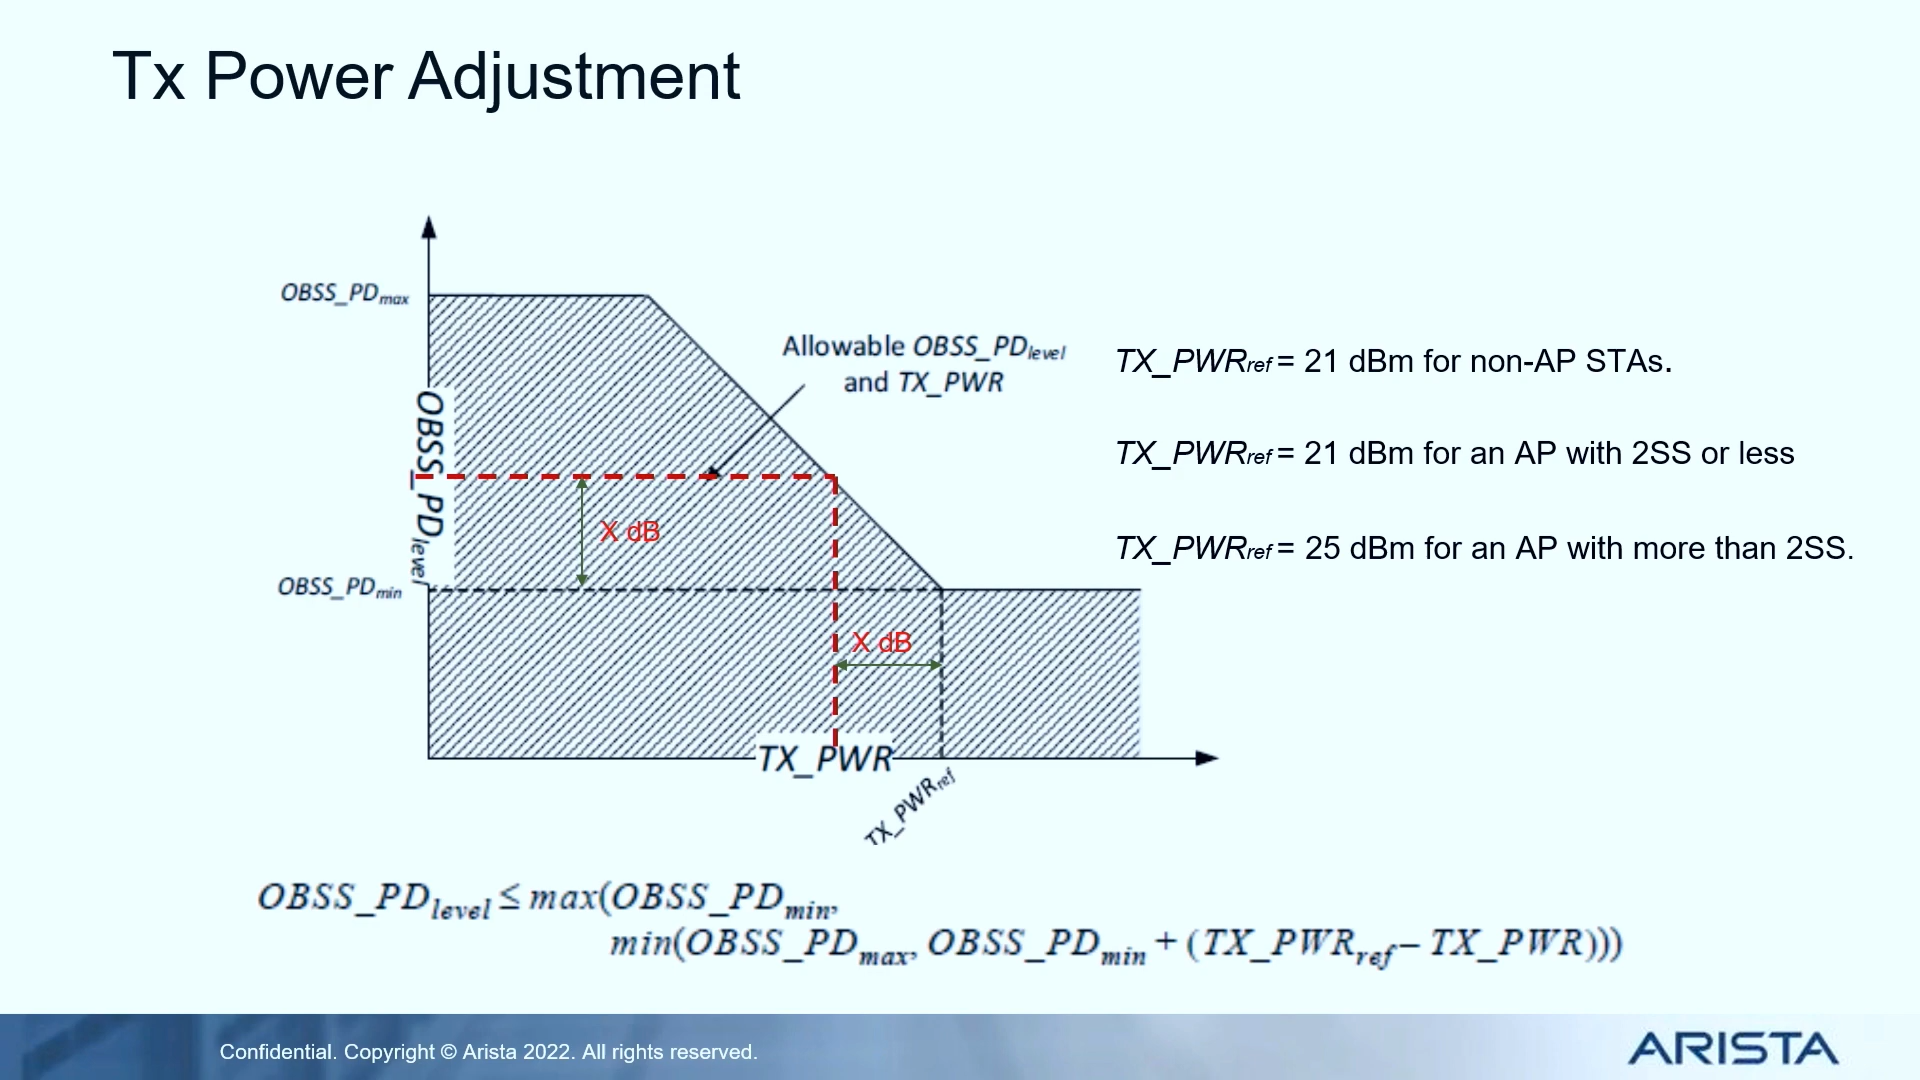 Tx Power Adjustment
OBSS_PDmax
Allowable OBSS_PDlevel
and TX_PWR
OBSS_PDlevel
X dB
OBSS_PDmin
X dB
TX_PWR
TX_PWRref
TX_PWRref = 21 dBm for non-AP STAs.
TX_PWRref = 21 dBm for an AP with 2SS or less
TX_PWRref = 25 dBm for an AP with more than 2SS.
OBSS_PDlevel ≤ max(OBSS_PDmin,
min(OBSS_PDmax, OBSS_PDmin + (TX_PWRref – TX_PWR)))
Confidential. Copyright © Arista 2022. All rights reserved.
ARISTA